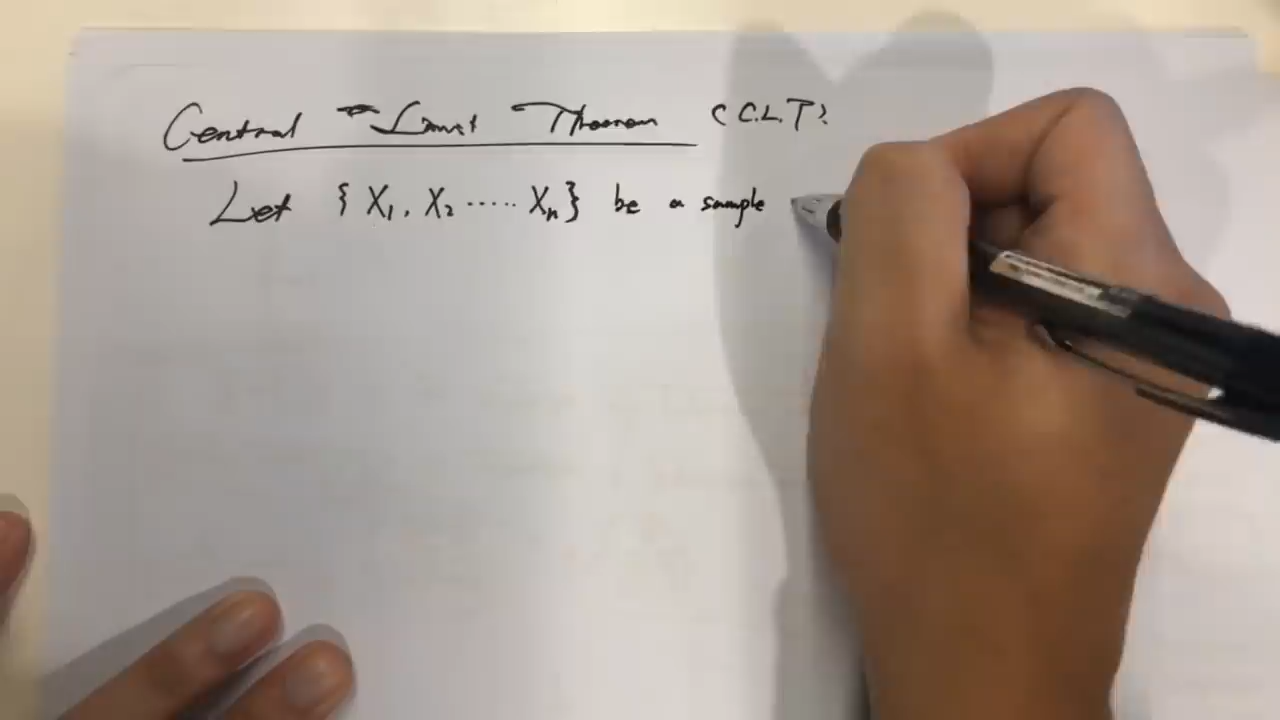 Central Limit Theorem (C.L.T)
Let { X₁, X₂ ..... Xₙ} be a sample